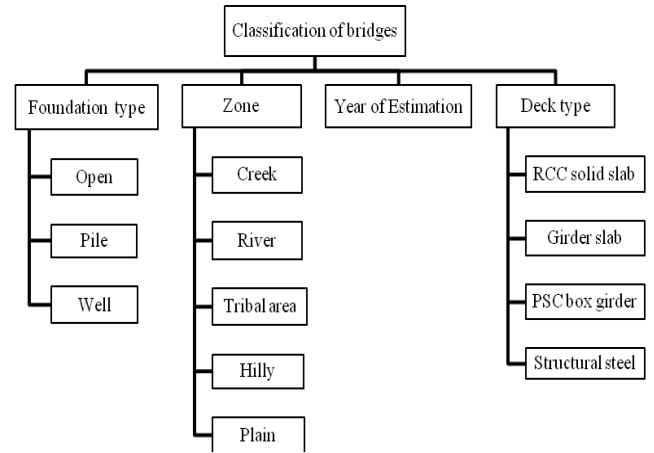 Classification of bridges
Foundation type
Zone
Year of Estimation
Deck type
Open
Pile
Well
Creek
River
Tribal area
Hilly
Plain
RCC solid slab
Girder slab
PSC box girder
Structural steel